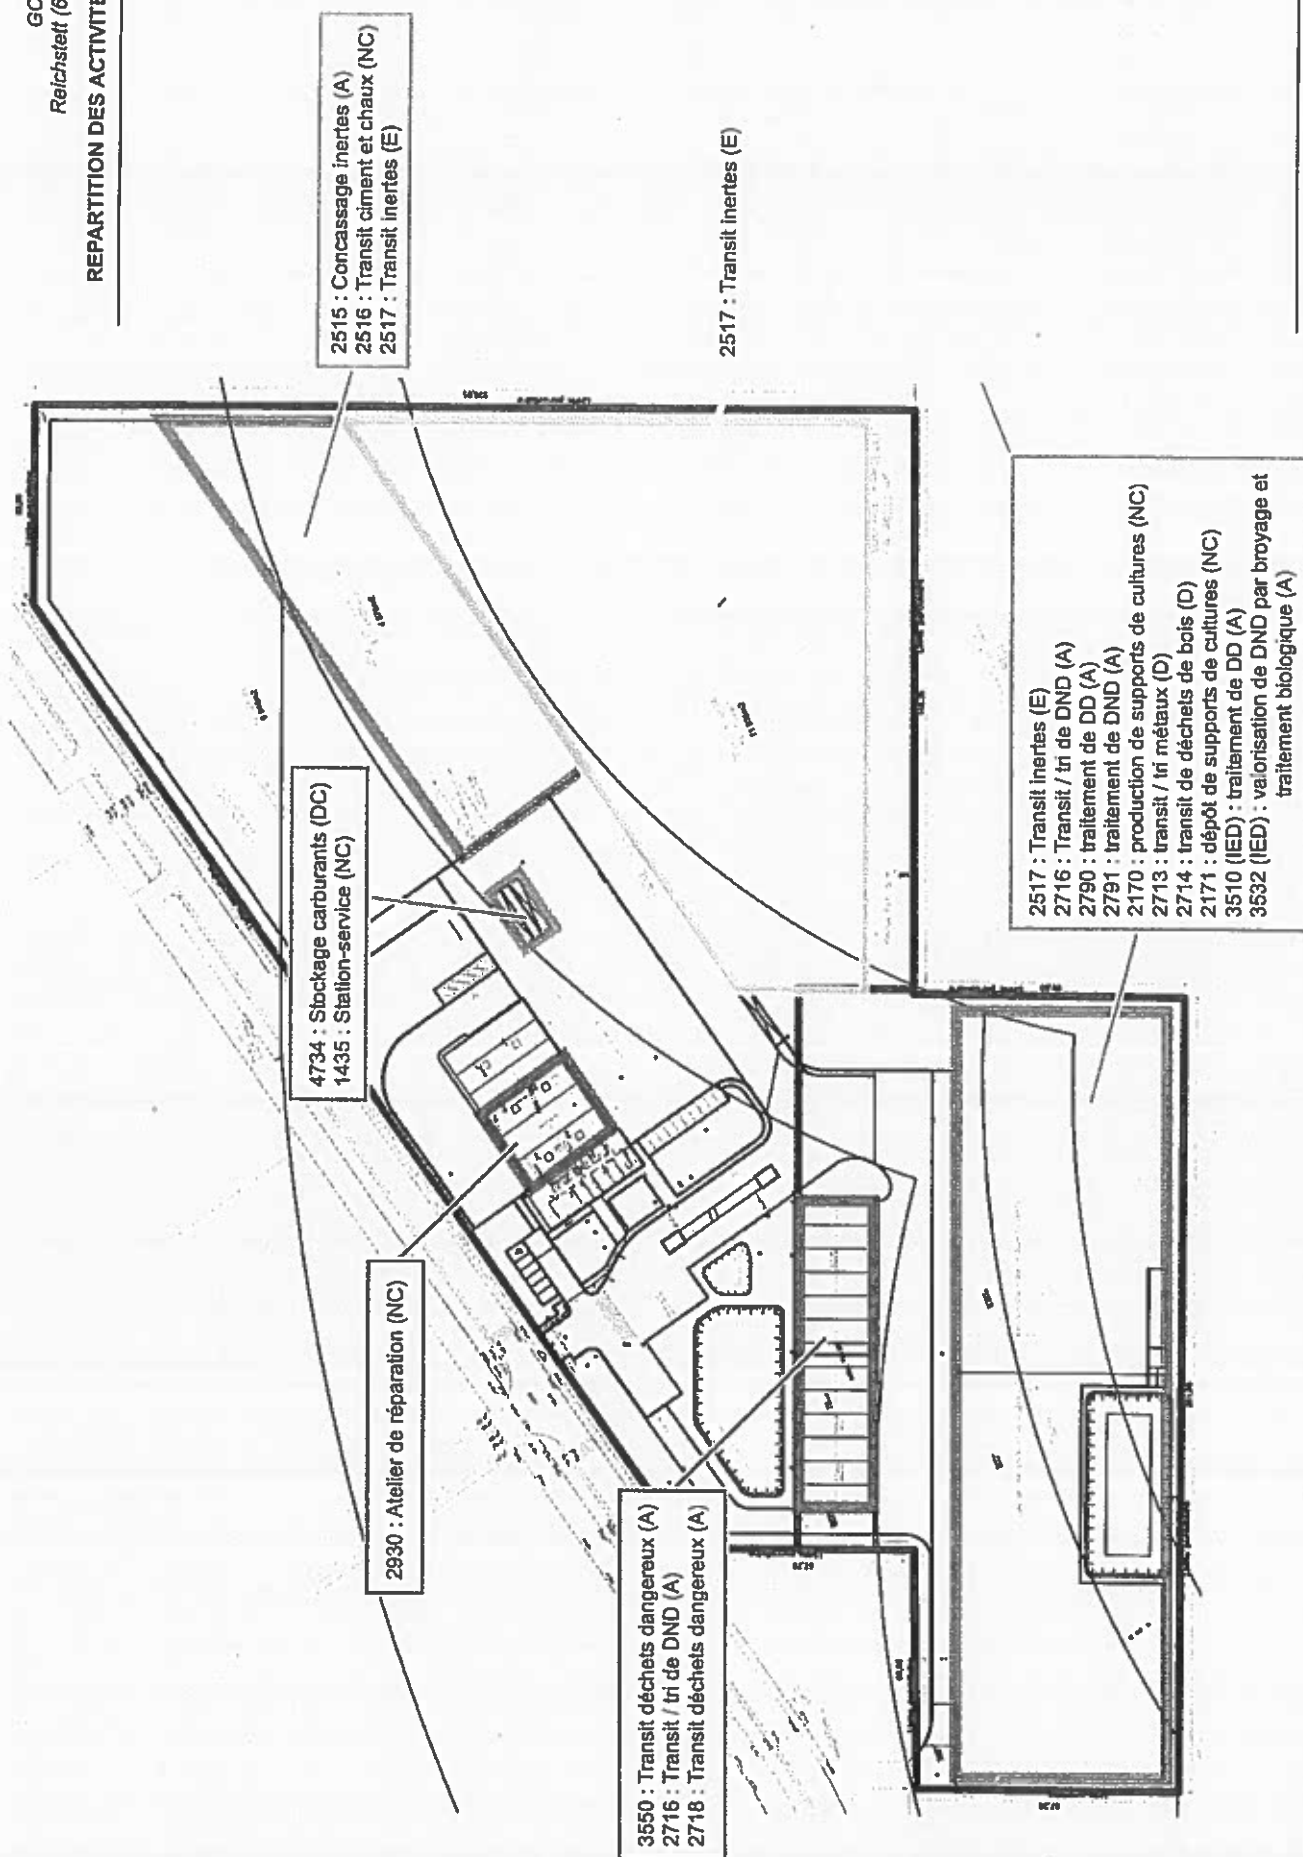 GC
Reichstett (6
REPARTITION DES ACTIVITE
2515 : Concassage inertes (A)
2516 : Transit ciment et chaux (NC)
2517 : Transit inertes (E)
2517 : Transit inertes (E)
4734 : Stockage carburants (DC)
1435 : Station-service (NC)
2930 : Atelier de réparation (NC)
3550 : Transit déchets dangereux (A)
2716 : Transit / tri de DND (A)
2718 : Transit déchets dangereux (A)
2517 : Transit inertes (E)
2716 : Transit / tri de DND (A)
2790 : traitement de DD (A)
2791 : traitement de DND (A)
2170 : production de supports de cultures (NC)
2713 : transit / tri métaux (D)
2714 : transit de déchets de bois (D)
2171 : dépôt de supports de cultures (NC)
3510 (IED) : traitement de DD (A)
3532 (IED) : valorisation de DND par broyage et
traitement biologique (A)